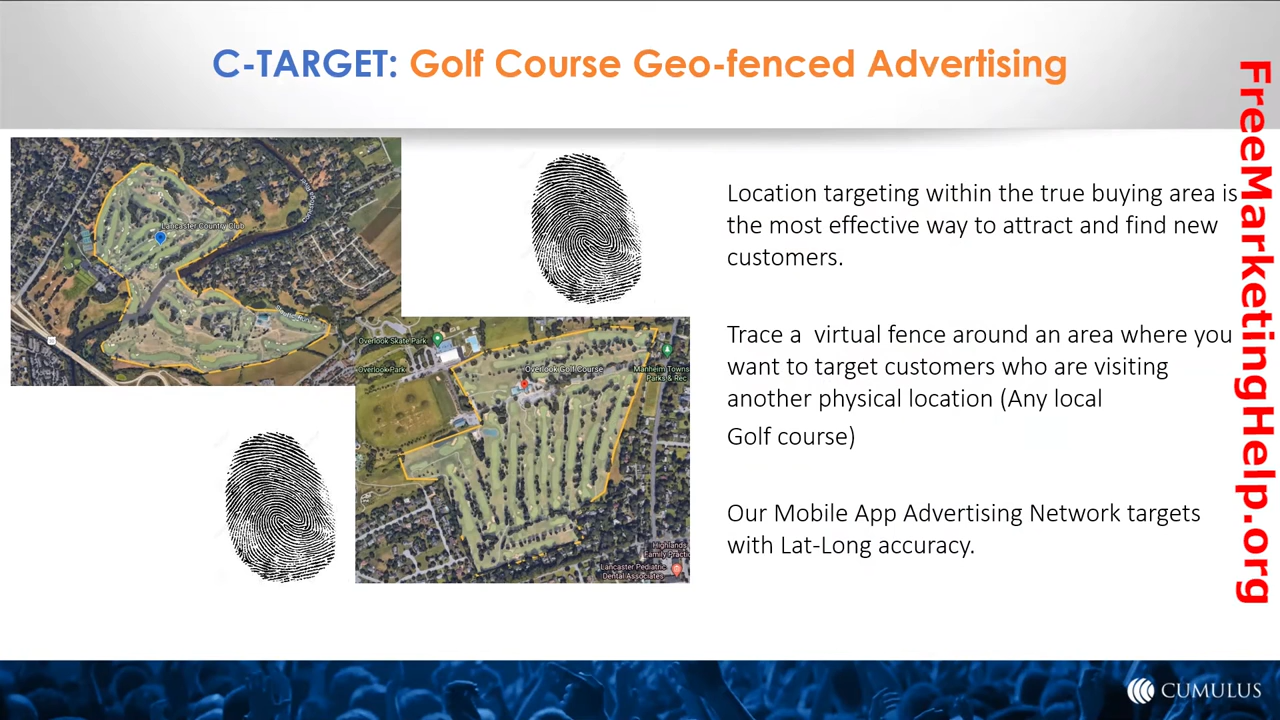 C-TARGET: Golf Course Geo-fenced Advertising
Lancaster Country Club
Overlook Skate Park
Overlook Park
Overlook Golf Course
Manheim Towns
Parks & Rec
Highlands
Family Practic
Lancaster Pediatric
Dental Associates
Location targeting within the true buying area is
the most effective way to attract and find new
customers.
Trace a  virtual fence around an area where you
want to target customers who are visiting
another physical location (Any local
Golf course)
Our Mobile App Advertising Network targets
with Lat-Long accuracy.
FreeMarketingHelp.org
CUMULUS